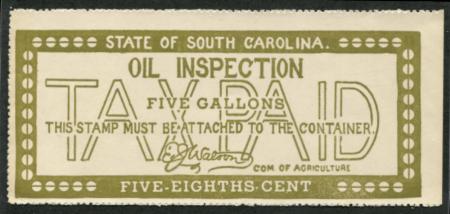 STATE OF SOUTH CAROLINA.
OIL INSPECTION
TAX PAID
FIVE GALLONS
THIS STAMP MUST BE ATTACHED TO THE CONTAINER.
E J Watson
COM OF AGRICULTURE
FIVE-EIGHTHS-CENT